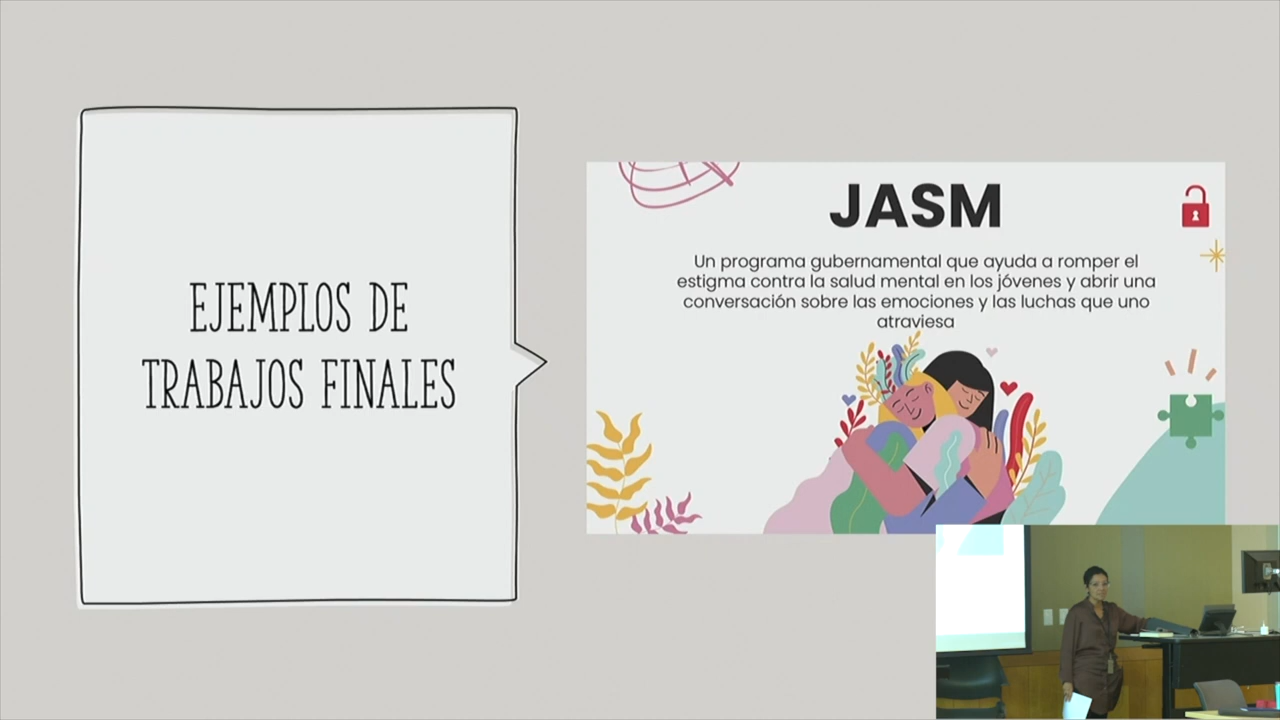 EJEMPLOS DE
TRABAJOS FINALES
JASM
Un programa gubernamental que ayuda a romper el
estigma contra la salud mental en los jóvenes y abrir una
conversación sobre las emociones y las luchas que uno
atraviesa